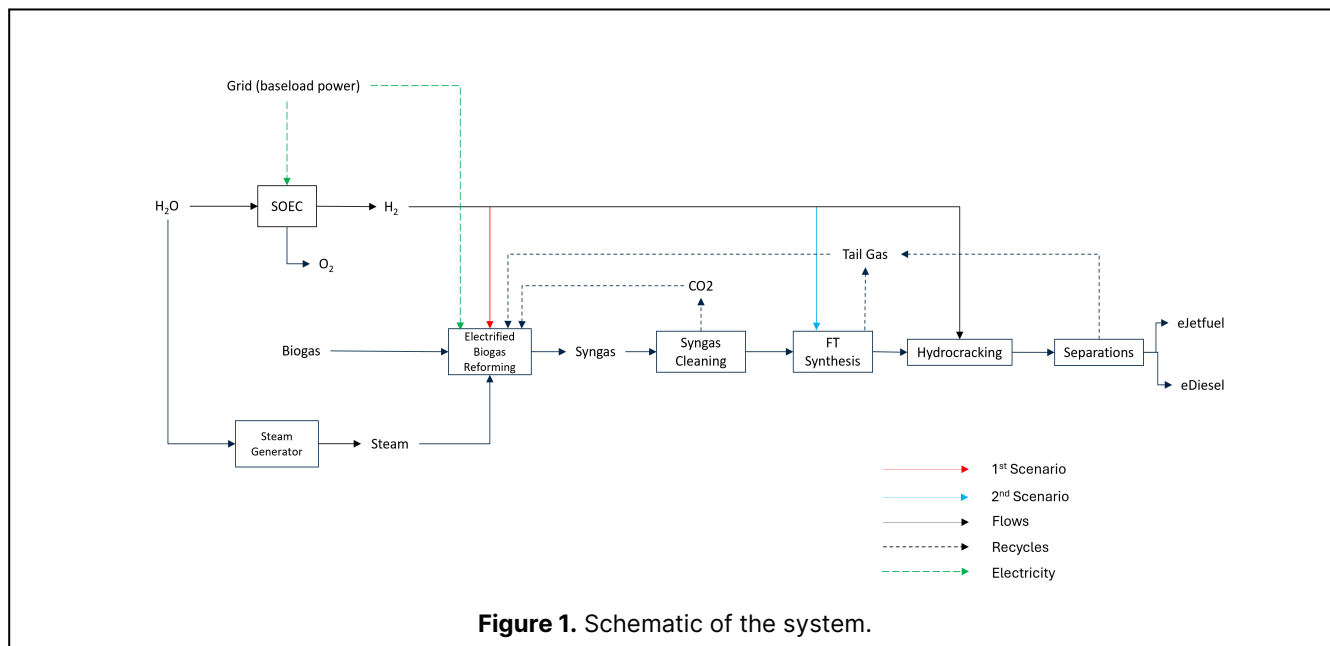 Grid (baseload power)
H₂O
SOEC
H₂
O₂
Tail Gas
CO2
eJetfuel
Biogas
Electrified
Biogas
Reforming
Syngas
Syngas
Cleaning
FT
Synthesis
Hydrocracking
Separations
eDiesel
Steam
Generator
Steam
1st Scenario
2nd Scenario
Flows
Recycles
Electricity
Figure 1. Schematic of the system.